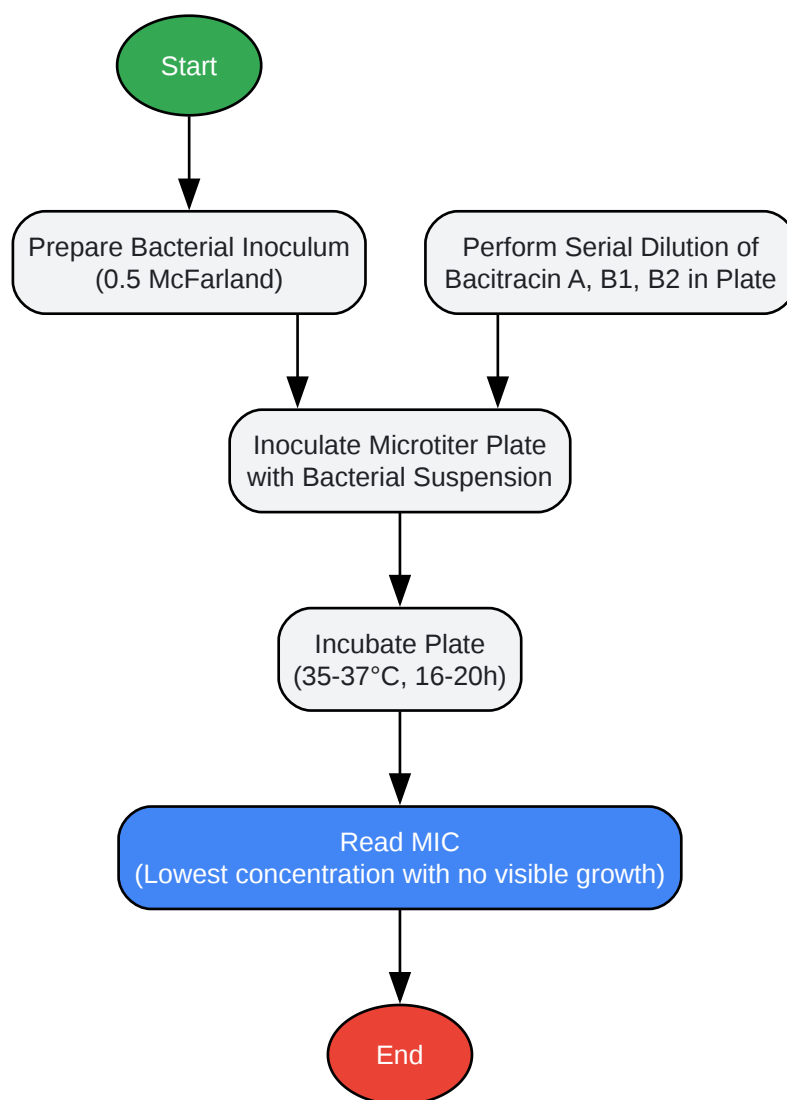 Start
Prepare Bacterial Inoculum
(0.5 McFarland)
Perform Serial Dilution of
Bacitracin A, B1, B2 in Plate
Inoculate Microtiter Plate
with Bacterial Suspension
Incubate Plate
(35-37°C, 16-20h)
Read MIC
(Lowest concentration with no visible growth)
End